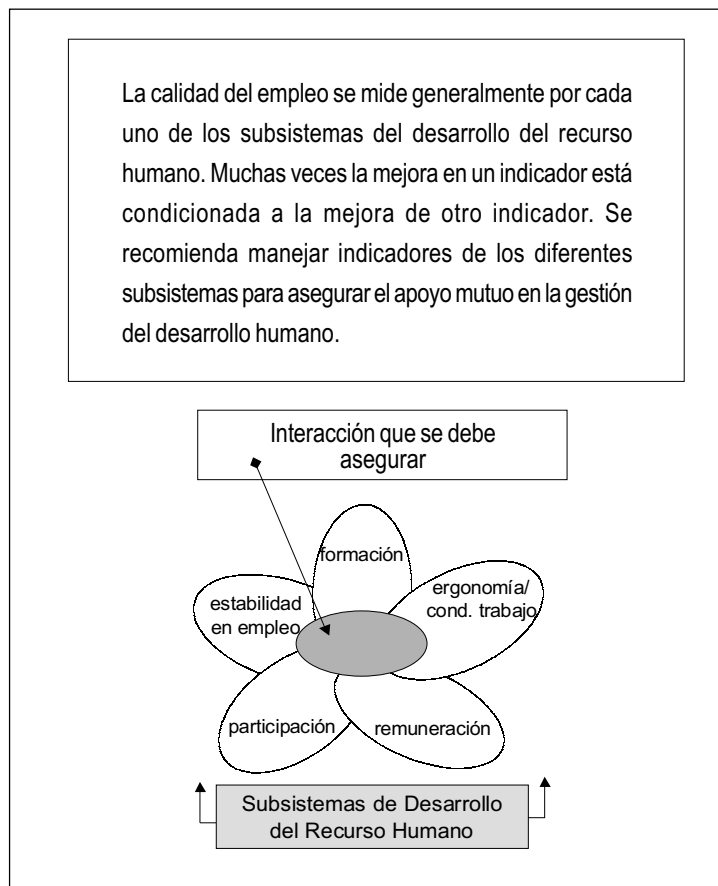 La calidad del empleo se mide generalmente por cada
uno de los subsistemas del desarrollo del recurso
humano. Muchas veces la mejora en un indicador está
condicionada a la mejora de otro indicador. Se
recomienda manejar indicadores de los diferentes
subsistemas para asegurar el apoyo mutuo en la gestión
del desarrollo humano.
Interacción que se debe
asegurar
formación
ergonomía/
cond. trabajo
estabilidad
en empleo
participación
remuneración
Subsistemas de Desarrollo
del Recurso Humano